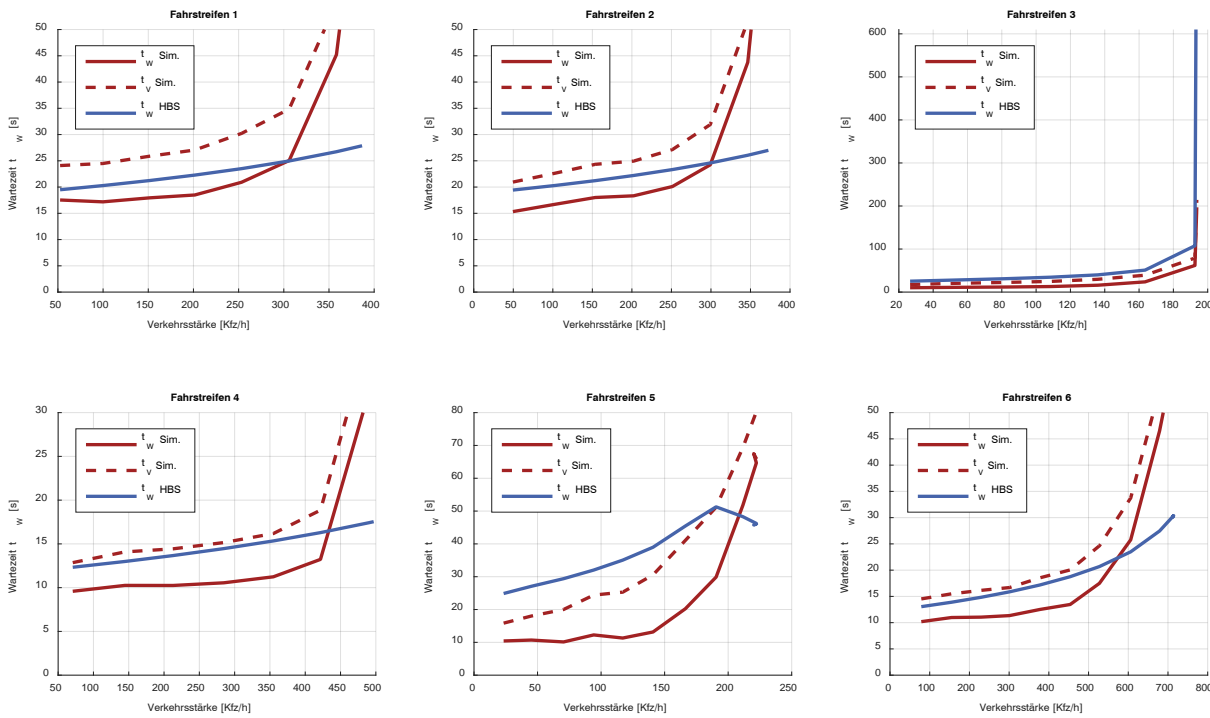 Fahrstreifen 1
50
45
40
35
30
25
20
15
10
5
0
Wartezeit t w [s]
t w Sim.
t v Sim.
t w HBS
50 100 150 200 250 300 350 400
Verkehrsstärke [Kfz/h]
Fahrstreifen 2
50
45
40
35
30
25
20
15
10
5
0
Wartezeit t w [s]
t w Sim.
t v Sim.
t w HBS
0 50 100 150 200 250 300 350 400
Verkehrsstärke [Kfz/h]
Fahrstreifen 3
600
500
400
300
200
100
0
Wartezeit t w [s]
t w Sim.
t v Sim.
t w HBS
20 40 60 80 100 120 140 160 180 200
Verkehrsstärke [Kfz/h]
Fahrstreifen 4
30
25
20
15
10
5
0
Wartezeit t w [s]
t w Sim.
t v Sim.
t w HBS
50 100 150 200 250 300 350 400 450 500
Verkehrsstärke [Kfz/h]
Fahrstreifen 5
80
70
60
50
40
30
20
10
0
Wartezeit t w [s]
t w Sim.
t v Sim.
t w HBS
0 50 100 150 200 250
Verkehrsstärke [Kfz/h]
Fahrstreifen 6
50
45
40
35
30
25
20
15
10
5
0
Wartezeit t w [s]
t w Sim.
t v Sim.
t w HBS
0 100 200 300 400 500 600 700 800
Verkehrsstärke [Kfz/h]